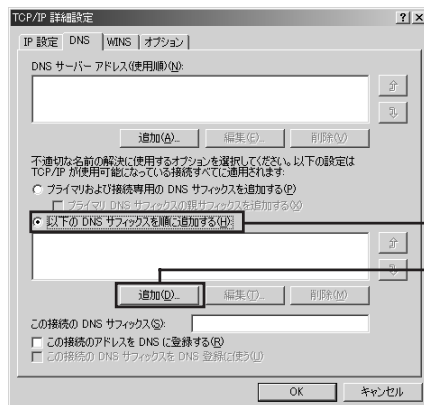 TCP/IP 詳細設定
IP 設定 DNS WINS オプション
DNS サーバー アドレス(使用順)(N):
追加(A)... 編集(E)... 削除(V)
不適切な名前の解決に使用するオプションを選択してください。以下の設定は
TCP/IP が使用可能になっている接続すべてに適用されます:
プライマリおよび接続専用の DNS サフィックスを追加する(P)
プライマリ DNS サフィックスの親サフィックスを追加する(X)
以下の DNS サフィックスを順に追加する(H):
追加(D)... 編集(T)... 削除(M)
この接続の DNS サフィックス(S):
この接続のアドレスを DNS に登録する(R)
この接続の DNS サフィックスを DNS 登録に使う(U)
OK キャンセル